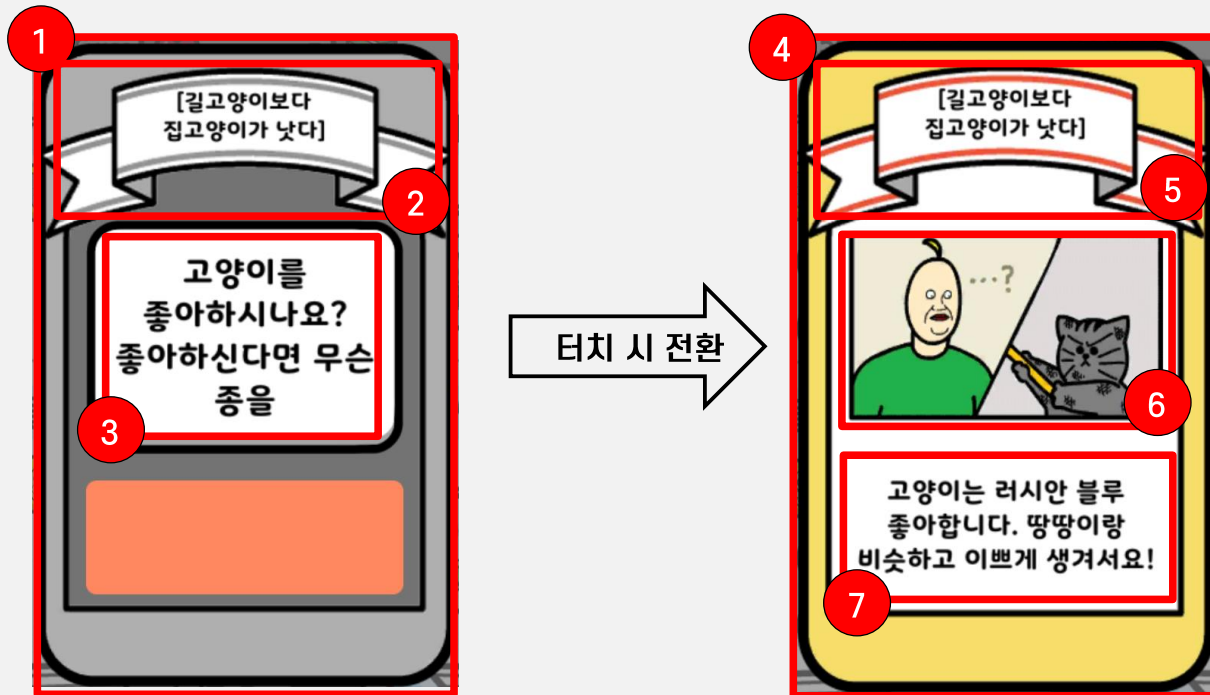 1
[길고양이보다
집고양이가 낫다]
2
고양이를
좋아하시나요?
좋아하신다면 무슨
종을
3
터치 시 전환
4
[길고양이보다
집고양이가 낫다]
5
...?
6
고양이는 러시안 블루
좋아합니다. 땅땅이랑
비슷하고 이쁘게 생겨서요!
7